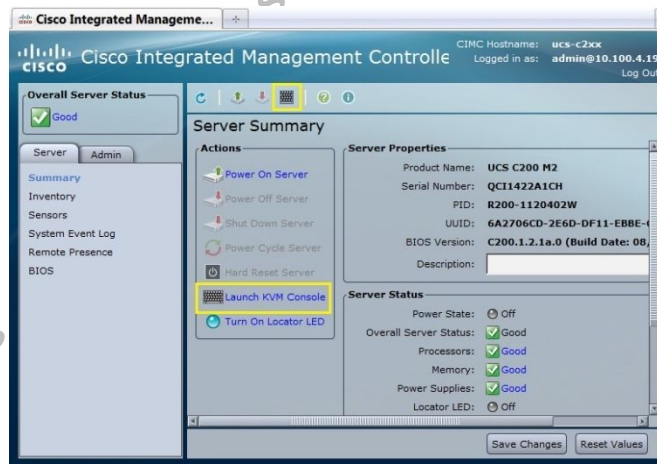 Cisco Integrated Manageme...
CISCO Cisco Integrated Management Controlle
CIMC Hostname: ucs-c2xx
Logged in as: admin@10.100.4.19
Log Out
Overall Server Status
Good
Server Admin
Summary
Inventory
Sensors
System Event Log
Remote Presence
BIOS
Server Summary
Actions
Power On Server
Power Off Server
Shut Down Server
Power Cycle Server
Hard Reset Server
Launch KVM Console
Turn On Locator LED
Server Properties
Product Name: UCS C200 M2
Serial Number: QCI1422A1CH
PID: R200-1120402W
UUID: 6A2706CD-2E6D-DF11-EBBE-
BIOS Version: C200.1.2.1a.0 (Build Date: 08,
Description:
Server Status
Power State: Off
Overall Server Status: Good
Processors: Good
Memory: Good
Power Supplies: Good
Locator LED: Off
Save Changes Reset Values